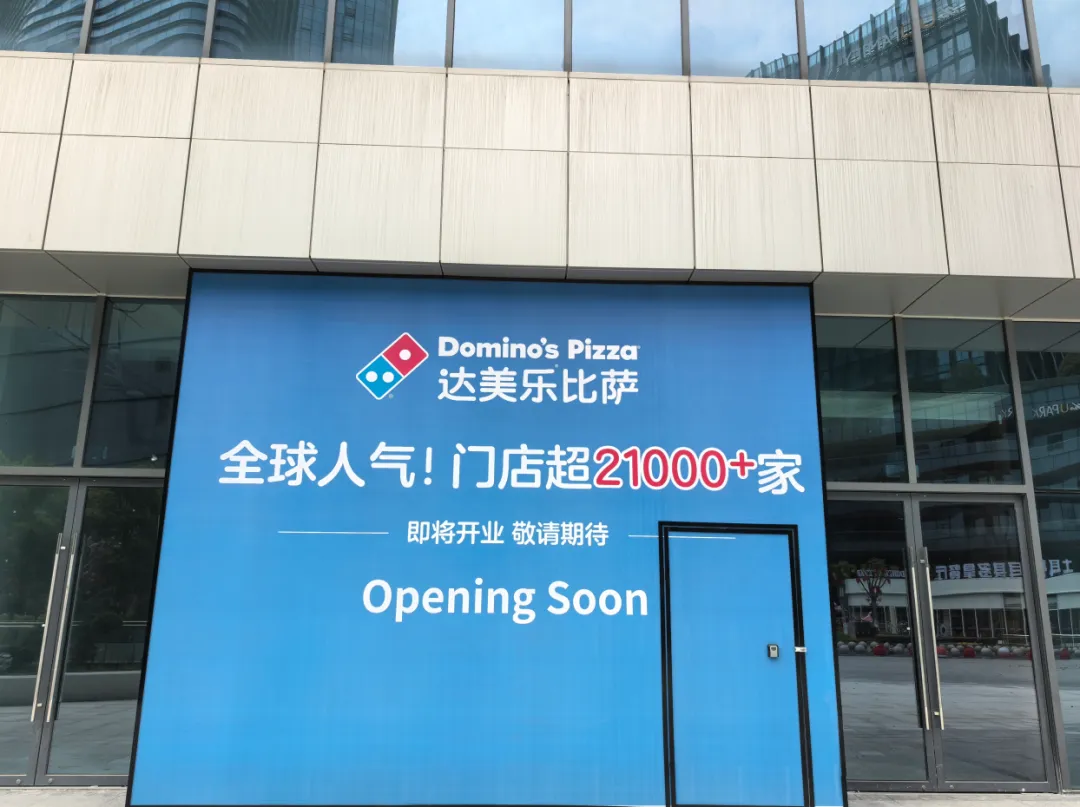 Domino's Pizza
达美乐比萨
全球人气！门店超21000+家
即将开业 敬请期待
Opening Soon